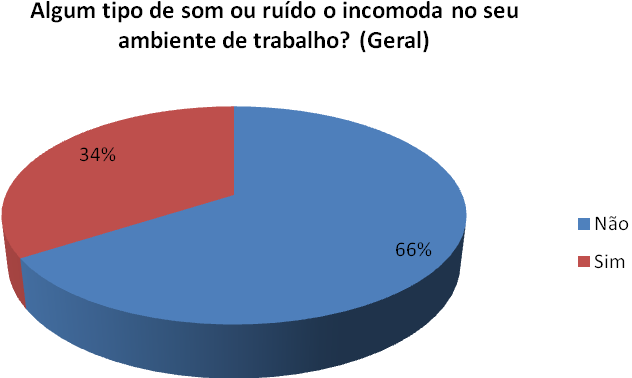 Algum tipo de som ou ruído o incomoda no seu
ambiente de trabalho? (Geral)
34%
66%
Não
Sim